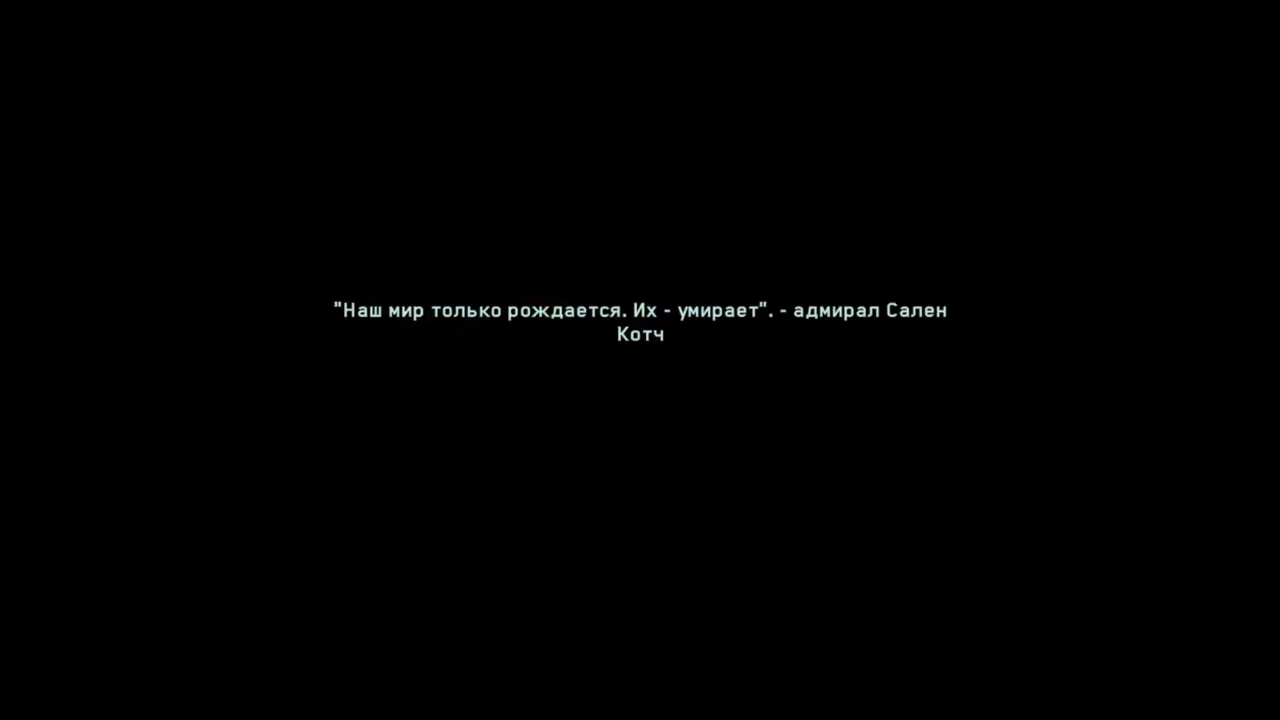 "Наш мир только рождается. Их - умирает". - адмирал Сален
Котч